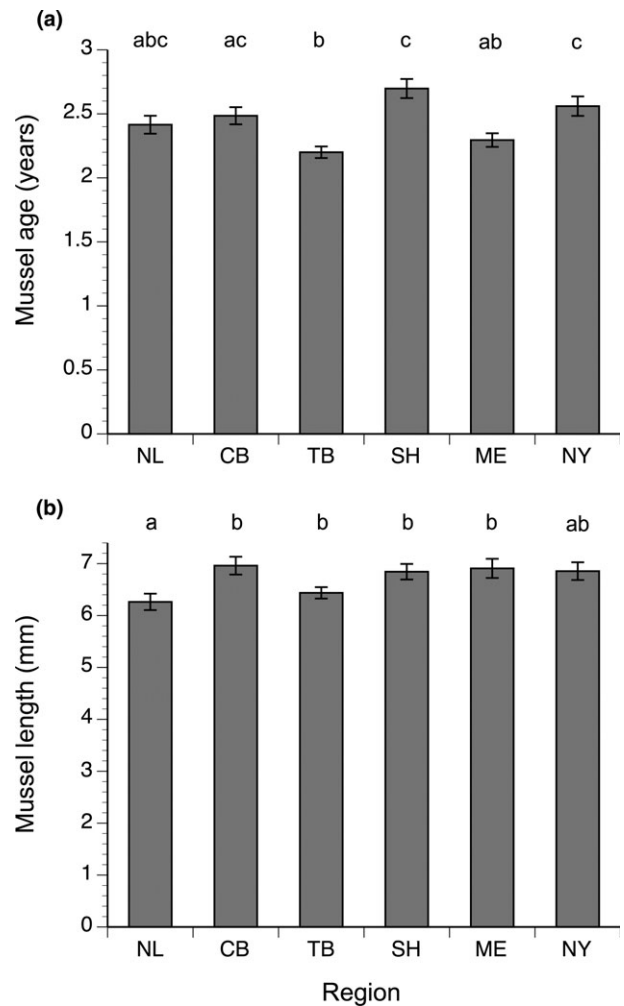 (a)
abc ac b c ab c
3
2.5
2
1.5
1
0.5
0
Mussel age (years)
NL CB TB SH ME NY
(b)
a b b b b ab
7
6
5
4
3
2
1
0
Mussel length (mm)
NL CB TB SH ME NY
Region